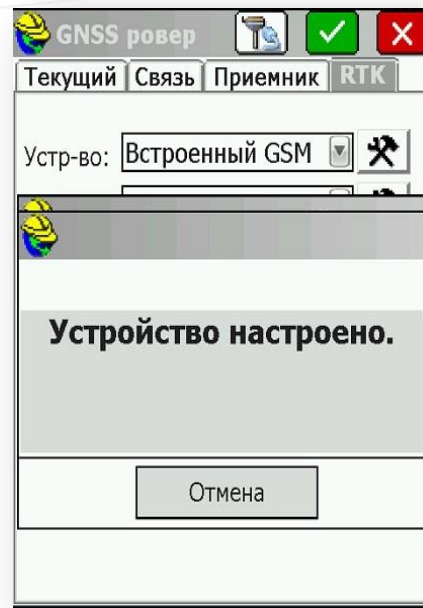 GNSS ровер
Текущий Связь Приемник RTK
Устр-во: Встроенный GSM
Устройство настроено.
Отмена